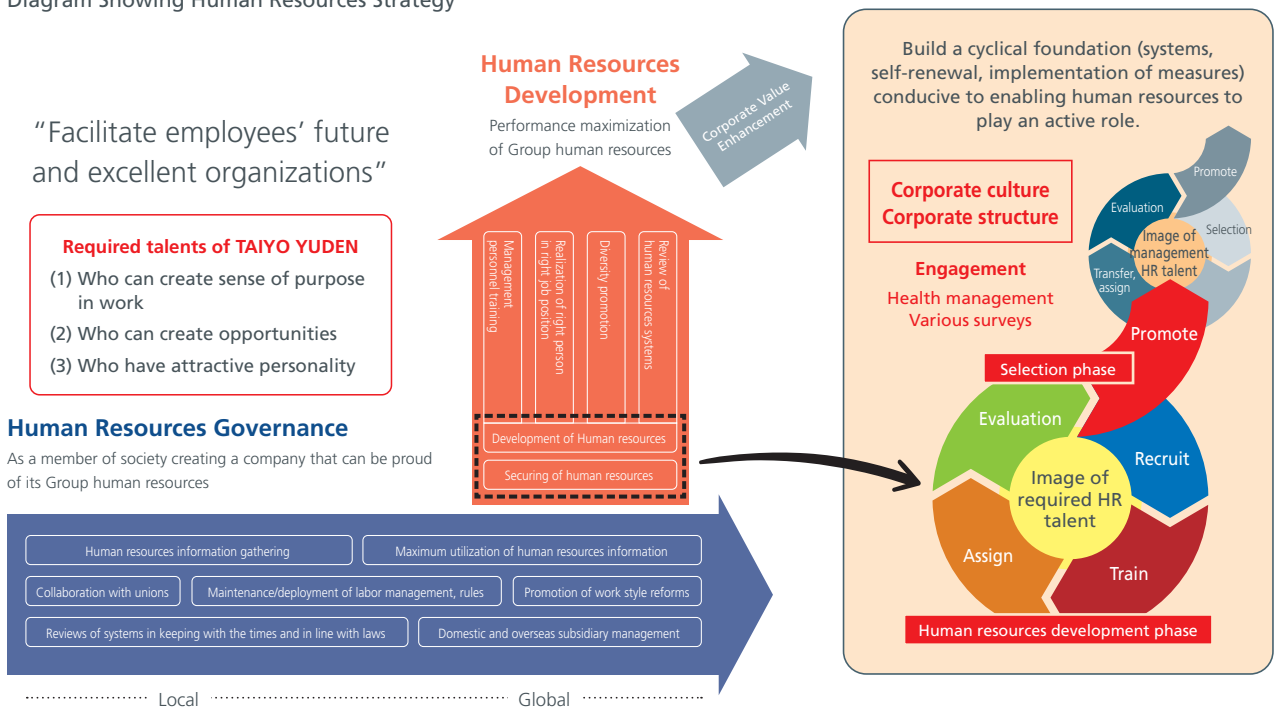 Diagram Showing Human Resources Strategy
“Facilitate employees’ future
and excellent organizations”
Required talents of TAIYO YUDEN
(1) Who can create sense of purpose
in work
(2) Who can create opportunities
(3) Who have attractive personality
Human Resources Governance
As a member of society creating a company that can be proud
of its Group human resources
Human resources information gathering
Maximum utilization of human resources information
Collaboration with unions
Maintenance/deployment of labor management, rules
Promotion of work style reforms
Reviews of systems in keeping with the times and in line with laws
Domestic and overseas subsidiary management
Local
Global
Human Resources
Development
Performance maximization
of Group human resources
Corporate Value
Enhancement
Management
personnel training
Realization of right person
in right job position
Diversity promotion
Review of
human resources systems
Development of Human resources
Securing of human resources
Build a cyclical foundation (systems,
self-renewal, implementation of measures)
conducive to enabling human resources to
play an active role.
Corporate culture
Corporate structure
Engagement
Health management
Various surveys
Promote
Evaluation
Selection
Image of
management
HR talent
Transfer,
assign
Promote
Selection phase
Evaluation
Recruit
Image of
required HR
talent
Assign
Train
Human resources development phase